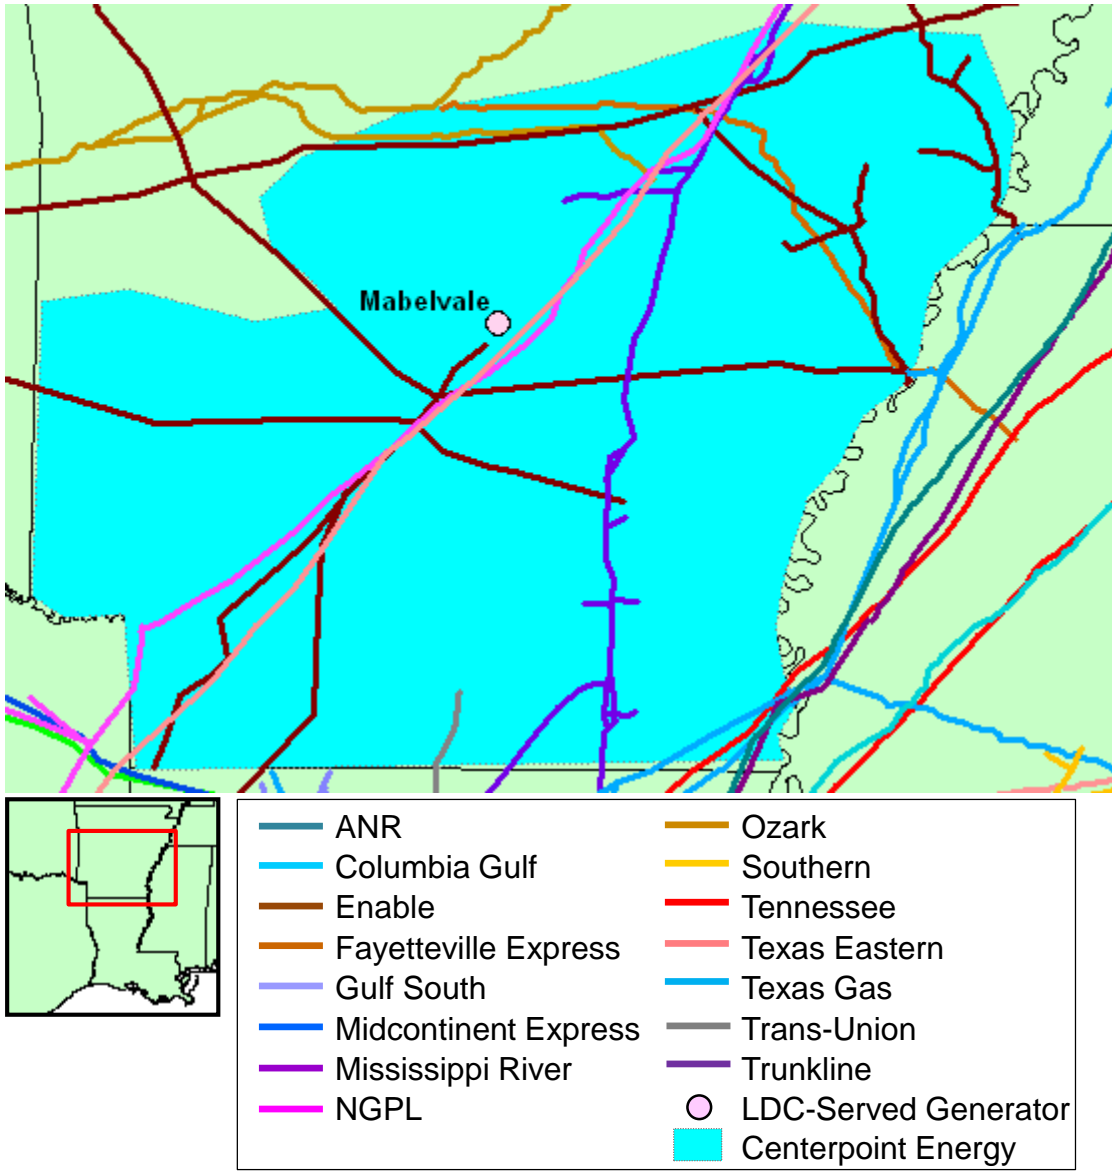 Mabelvale
ANR
Columbia Gulf
Enable
Fayetteville Express
Gulf South
Midcontinent Express
Mississippi River
NGPL
Ozark
Southern
Tennessee
Texas Eastern
Texas Gas
Trans-Union
Trunkline
LDC-Served Generator
Centerpoint Energy